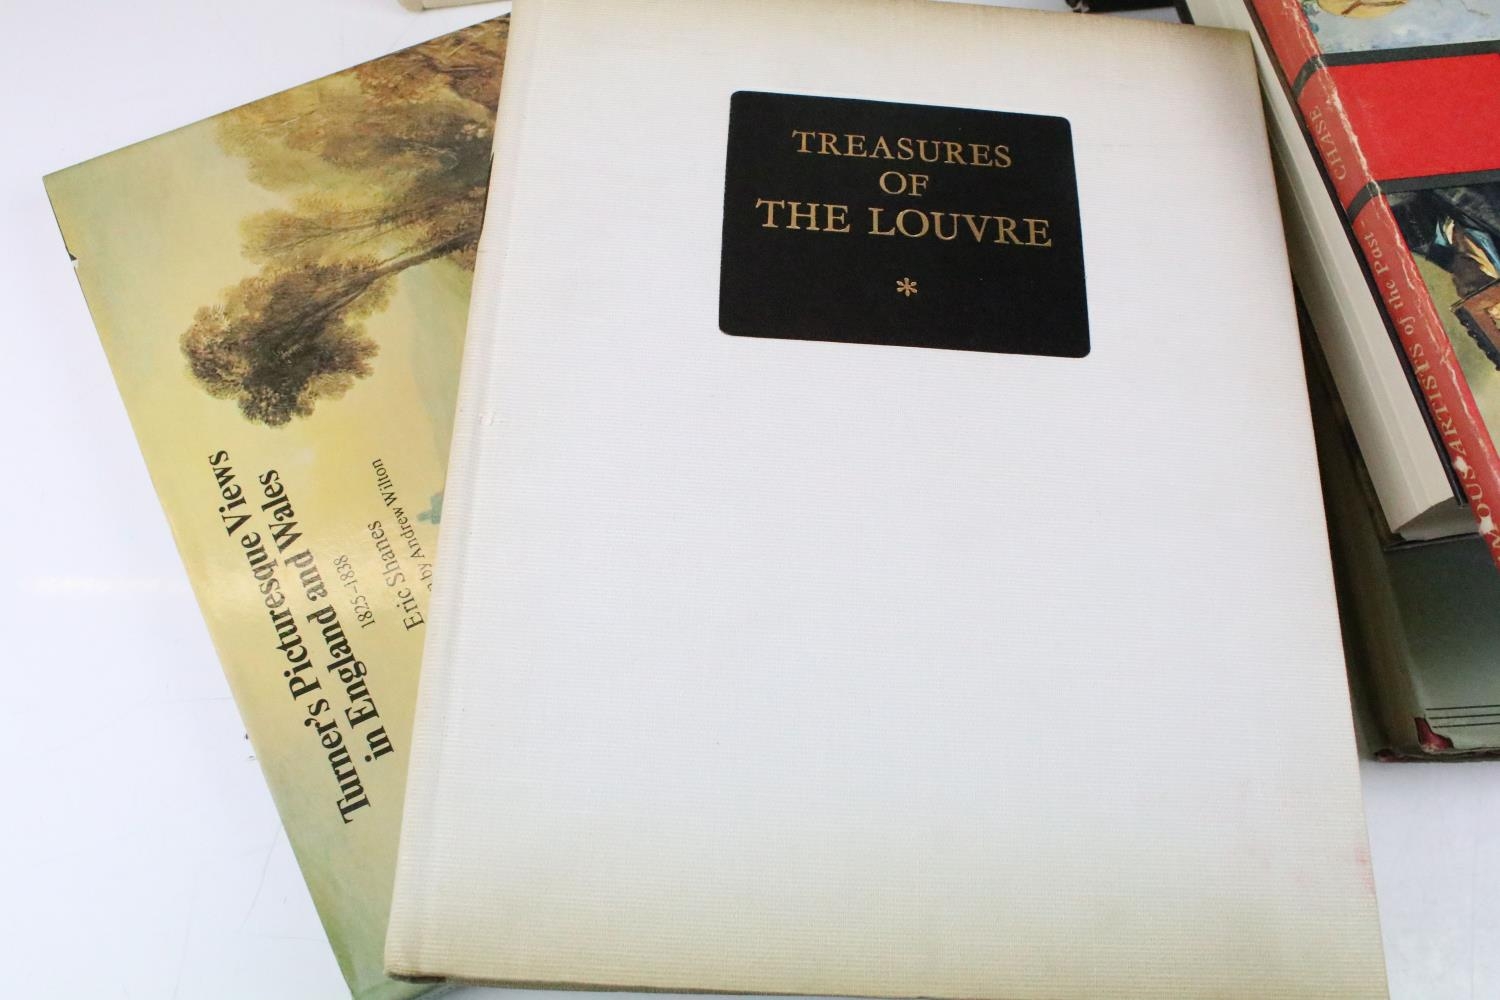 TREASURES
OF
THE LOUVRE
*
Turner's Picturesque Views
in England and Wales
1825–1838
Eric Shanes
by Andrew Wilton
CHASE
ARTISTS of the Past